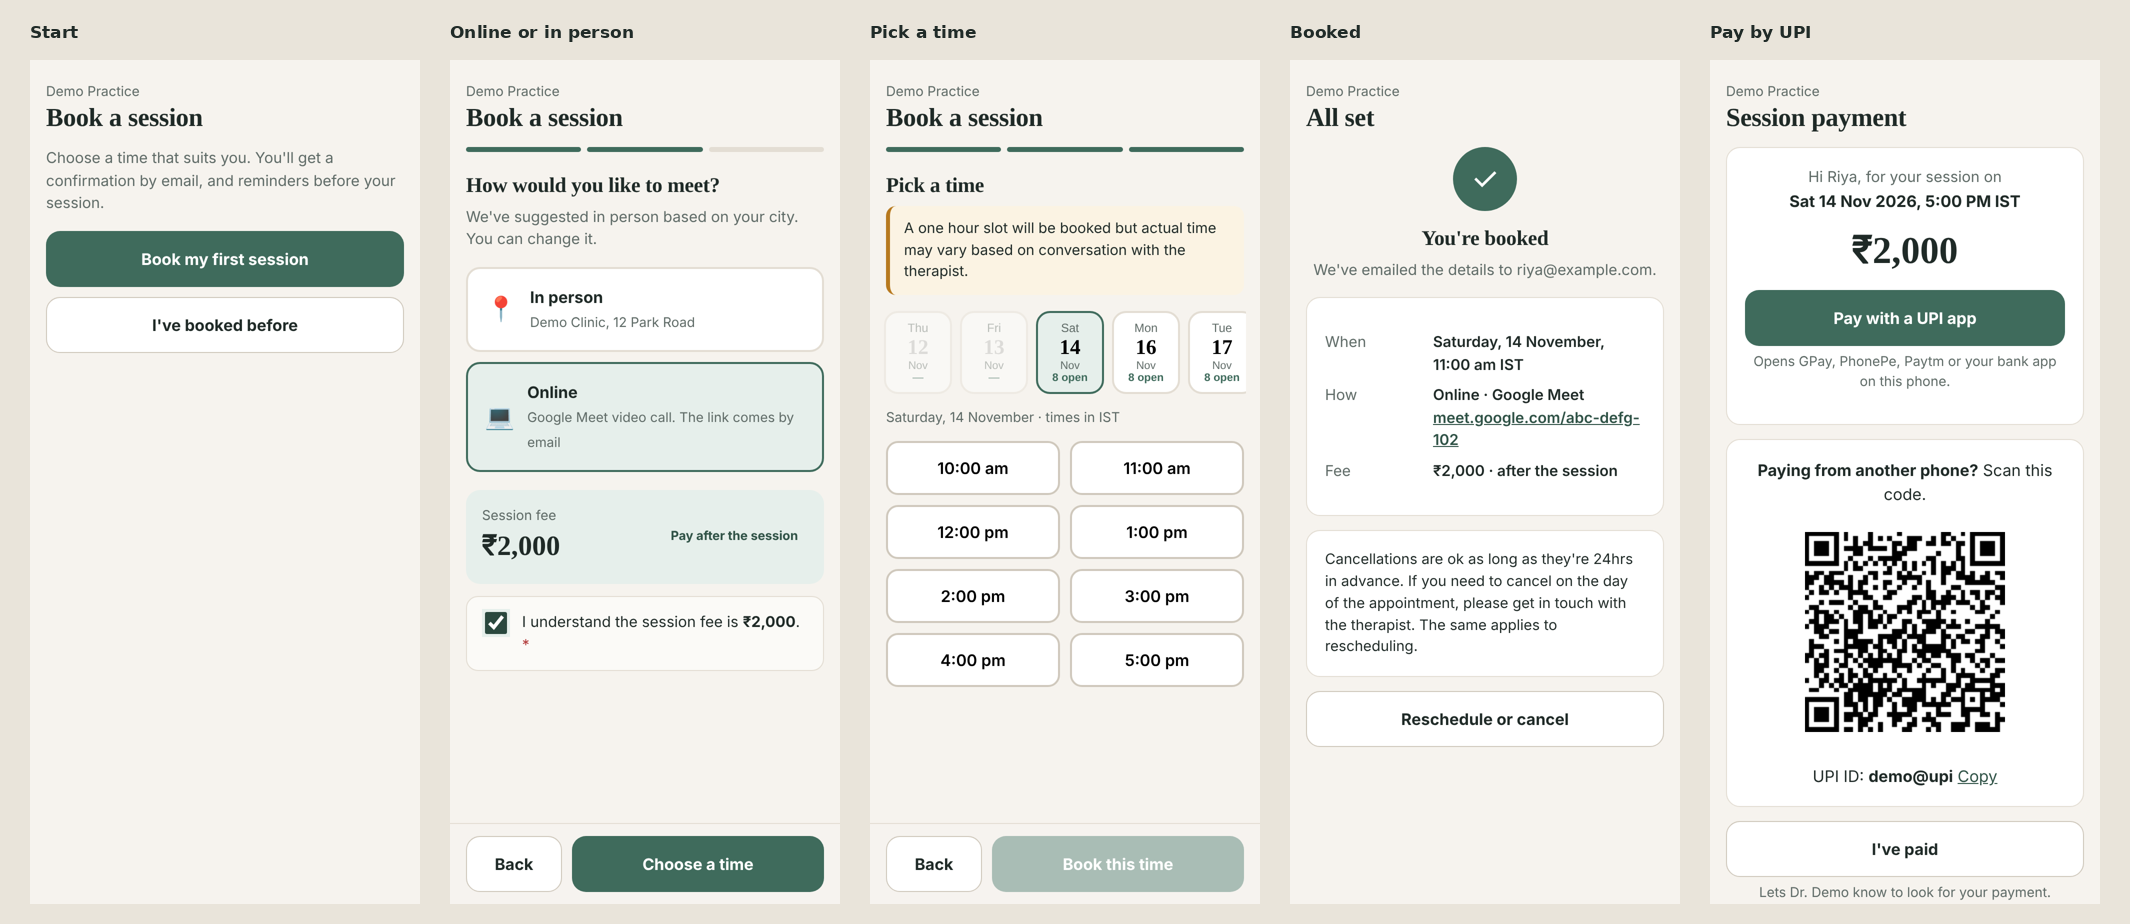 Start
Demo Practice
Book a session
Choose a time that suits you. You'll get a
confirmation by email, and reminders before your
session.
Book my first session
I've booked before
Online or in person
Demo Practice
Book a session
How would you like to meet?
We've suggested in person based on your city.
You can change it.
In person
Demo Clinic, 12 Park Road
Online
Google Meet video call. The link comes by
email
Session fee
₹2,000
Pay after the session
I understand the session fee is ₹2,000.
*
Back
Choose a time
Pick a time
Demo Practice
Book a session
Pick a time
A one hour slot will be booked but actual time
may vary based on conversation with the
therapist.
Thu
12
Nov
—
Fri
13
Nov
—
Sat
14
Nov
8 open
Mon
16
Nov
8 open
Tue
17
Nov
8 open
Saturday, 14 November · times in IST
10:00 am
11:00 am
12:00 pm
1:00 pm
2:00 pm
3:00 pm
4:00 pm
5:00 pm
Back
Book this time
Booked
Demo Practice
All set
You're booked
We've emailed the details to riya@example.com.
When
Saturday, 14 November,
11:00 am IST
How
Online · Google Meet
meet.google.com/abc-defg-
102
Fee
₹2,000 · after the session
Cancellations are ok as long as they're 24hrs
in advance. If you need to cancel on the day
of the appointment, please get in touch with
the therapist. The same applies to
rescheduling.
Reschedule or cancel
Pay by UPI
Demo Practice
Session payment
Hi Riya, for your session on
Sat 14 Nov 2026, 5:00 PM IST
₹2,000
Pay with a UPI app
Opens GPay, PhonePe, Paytm or your bank app
on this phone.
Paying from another phone? Scan this
code.
UPI ID: demo@upi Copy
I've paid
Lets Dr. Demo know to look for your payment.